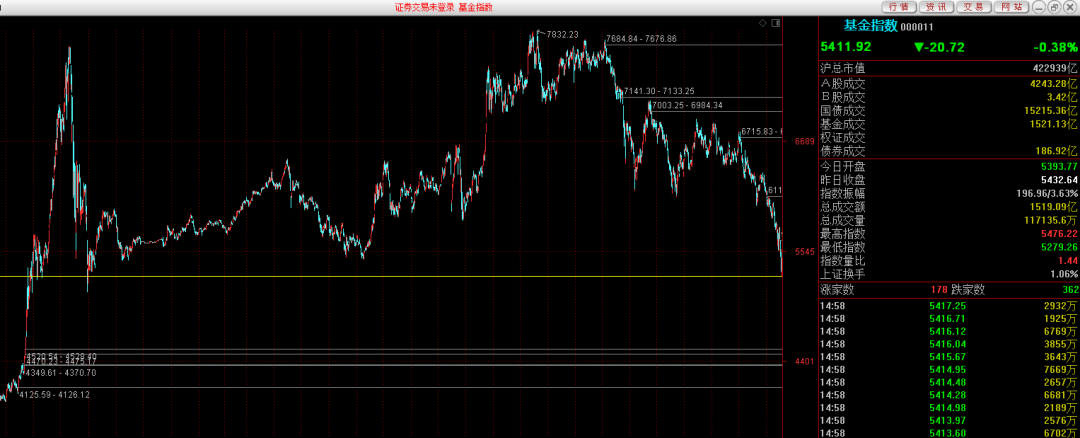 证券交易未登录 基金指数
行情 资讯 交易 网站
基金指数 000011
5411.92 ▼-20.72 -0.38%
沪总市值 422939亿
A股成交 4243.28亿
B股成交 3.42亿
国债成交 15215.36亿
基金成交 1521.13亿
权证成交
债券成交 186.92亿
今日开盘 5393.77
昨日收盘 5432.64
指数振幅 196.96/3.63%
总成交额 1519.09亿
总成交量 117135.6万
最高指数 5476.22
最低指数 5279.26
指数量比 1.44
上证换手 1.06%
涨家数 178 跌家数 362
14:58 5417.25 2932万
14:58 5416.71 1925万
14:58 5416.12 6769万
14:58 5416.04 3855万
14:58 5415.67 3643万
14:58 5414.95 7669万
14:58 5414.48 2657万
14:58 5414.28 6681万
14:58 5414.98 2189万
14:58 5413.97 2576万
14:58 5413.60 6702万
7832.23
7684.84 - 7676.86
7141.30 - 7133.25
7003.25 - 6984.34
6715.83 - 6
611
6689
5545
4401
4470.23 - 4475.17
4349.61 - 4370.70
4125.59 - 4126.12